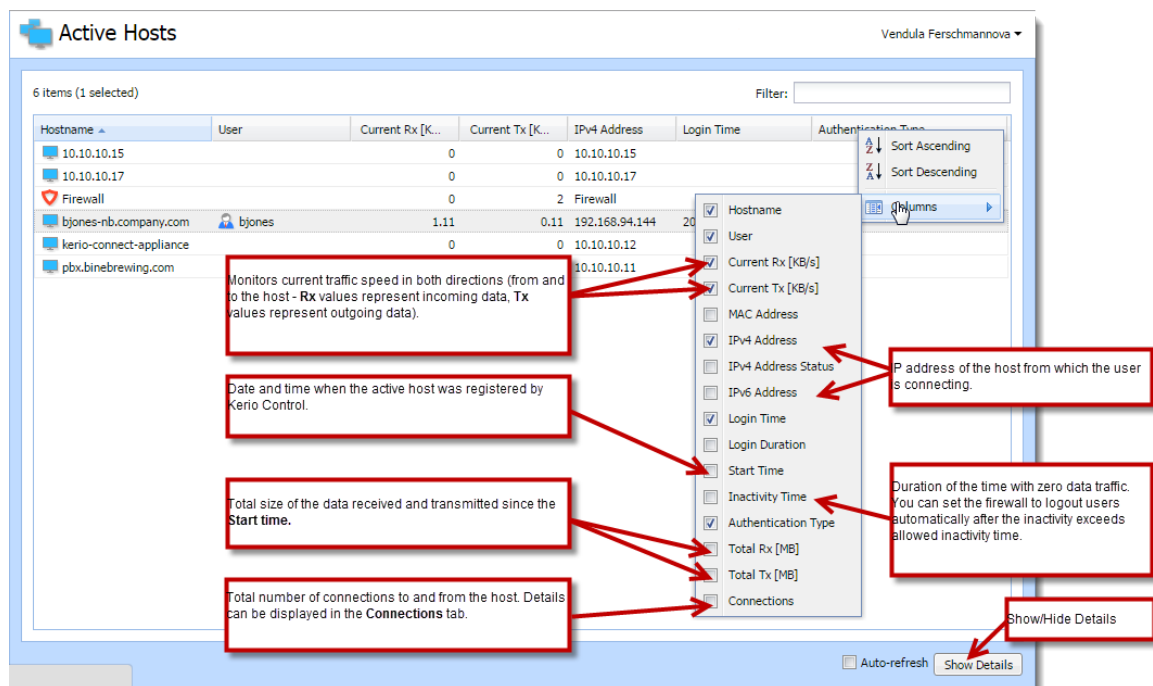 Active Hosts
Vendula Ferschmannova
6 items (1 selected)
Filter:
Hostname
User
Current Rx [K...
Current Tx [K...
IPv4 Address
Login Time
Authentication Type
10.10.10.15
0
0
10.10.10.15
10.10.10.17
0
0
10.10.10.17
Firewall
0
2
Firewall
bjones-nb.company.com
bjones
1.11
0.11
192.168.94.144
20
kerio-connect-appliance
0
0
10.10.10.12
pbx.binebrewing.com
10.10.10.11
Sort Ascending
Sort Descending
Columns
Hostname
User
Current Rx [KB/s]
Current Tx [KB/s]
MAC Address
IPv4 Address
IPv4 Address Status
IPv6 Address
Login Time
Login Duration
Start Time
Inactivity Time
Authentication Type
Total Rx [MB]
Total Tx [MB]
Connections
Monitors current traffic speed in both directions (from and
to the host - Rx values represent incoming data, Tx
values represent outgoing data).
Date and time when the active host was registered by
Kerio Control.
Total size of the data received and transmitted since the
Start time.
Total number of connections to and from the host. Details
can be displayed in the Connections tab.
IP address of the host from which the user
is connecting.
Duration of the time with zero data traffic.
You can set the firewall to logout users
automatically after the inactivity exceeds
allowed inactivity time.
Show/Hide Details
Auto-refresh
Show Details